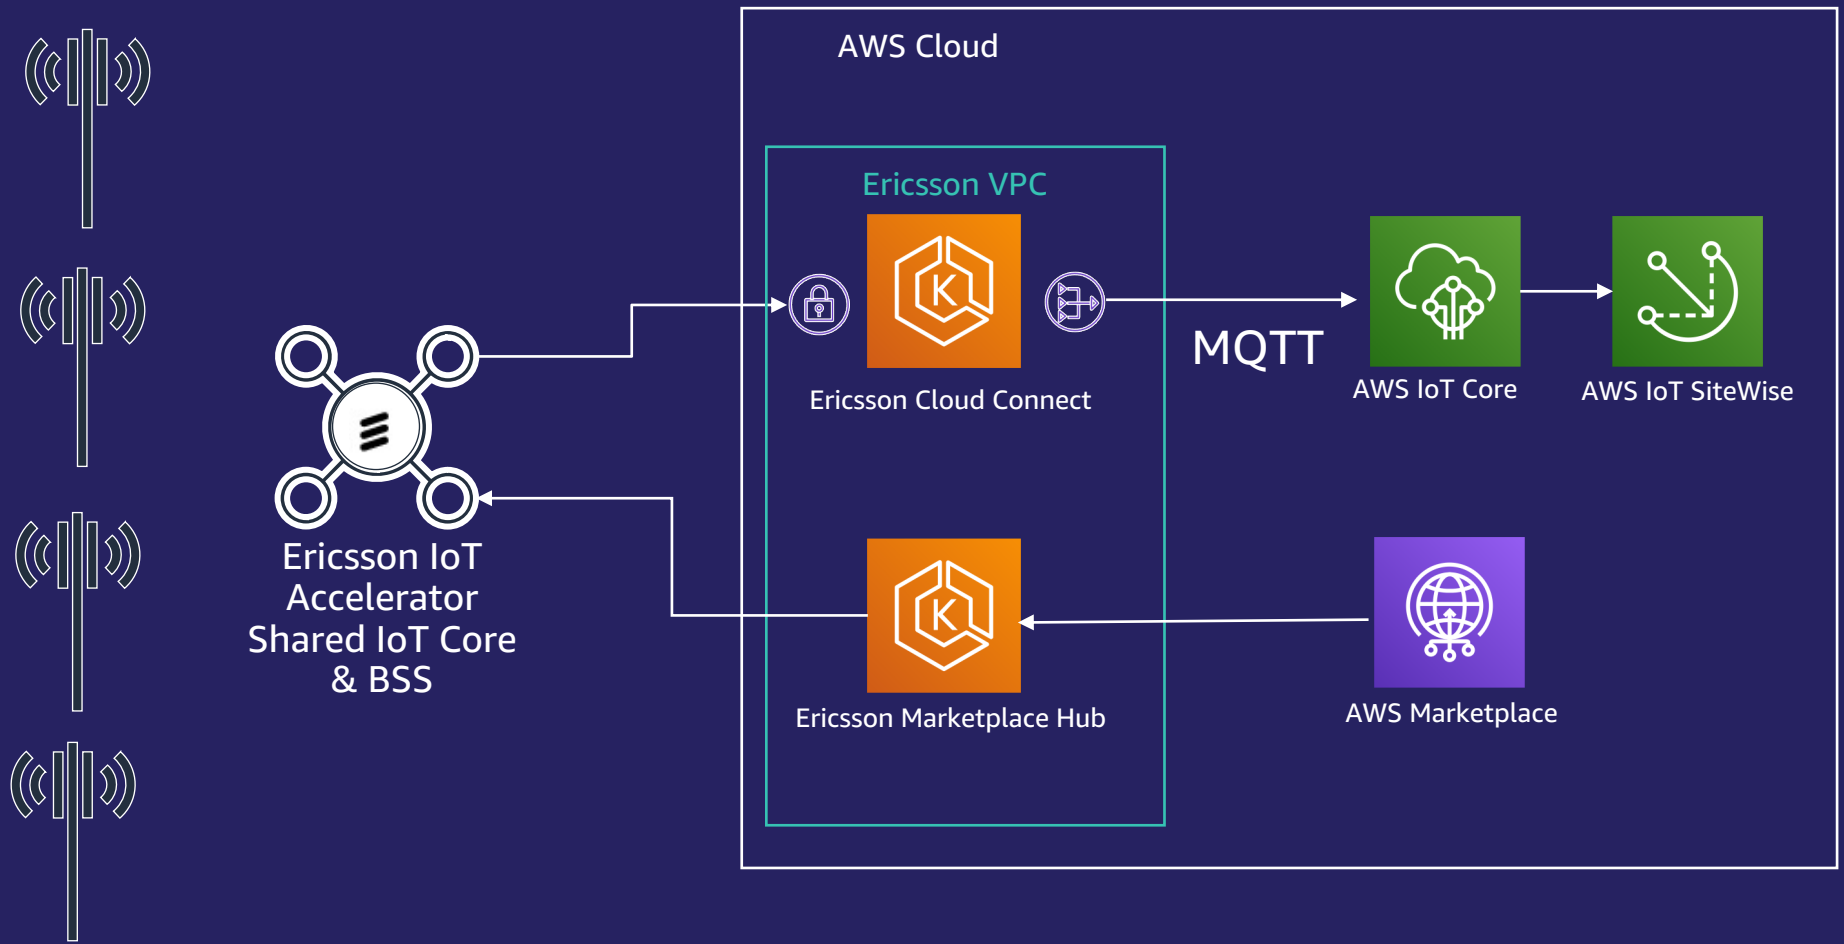 AWS Cloud
Ericsson VPC
Ericsson Cloud Connect
MQTT
AWS IoT Core
AWS IoT SiteWise
Ericsson IoT
Accelerator
Shared IoT Core
& BSS
Ericsson Marketplace Hub
AWS Marketplace
K
K